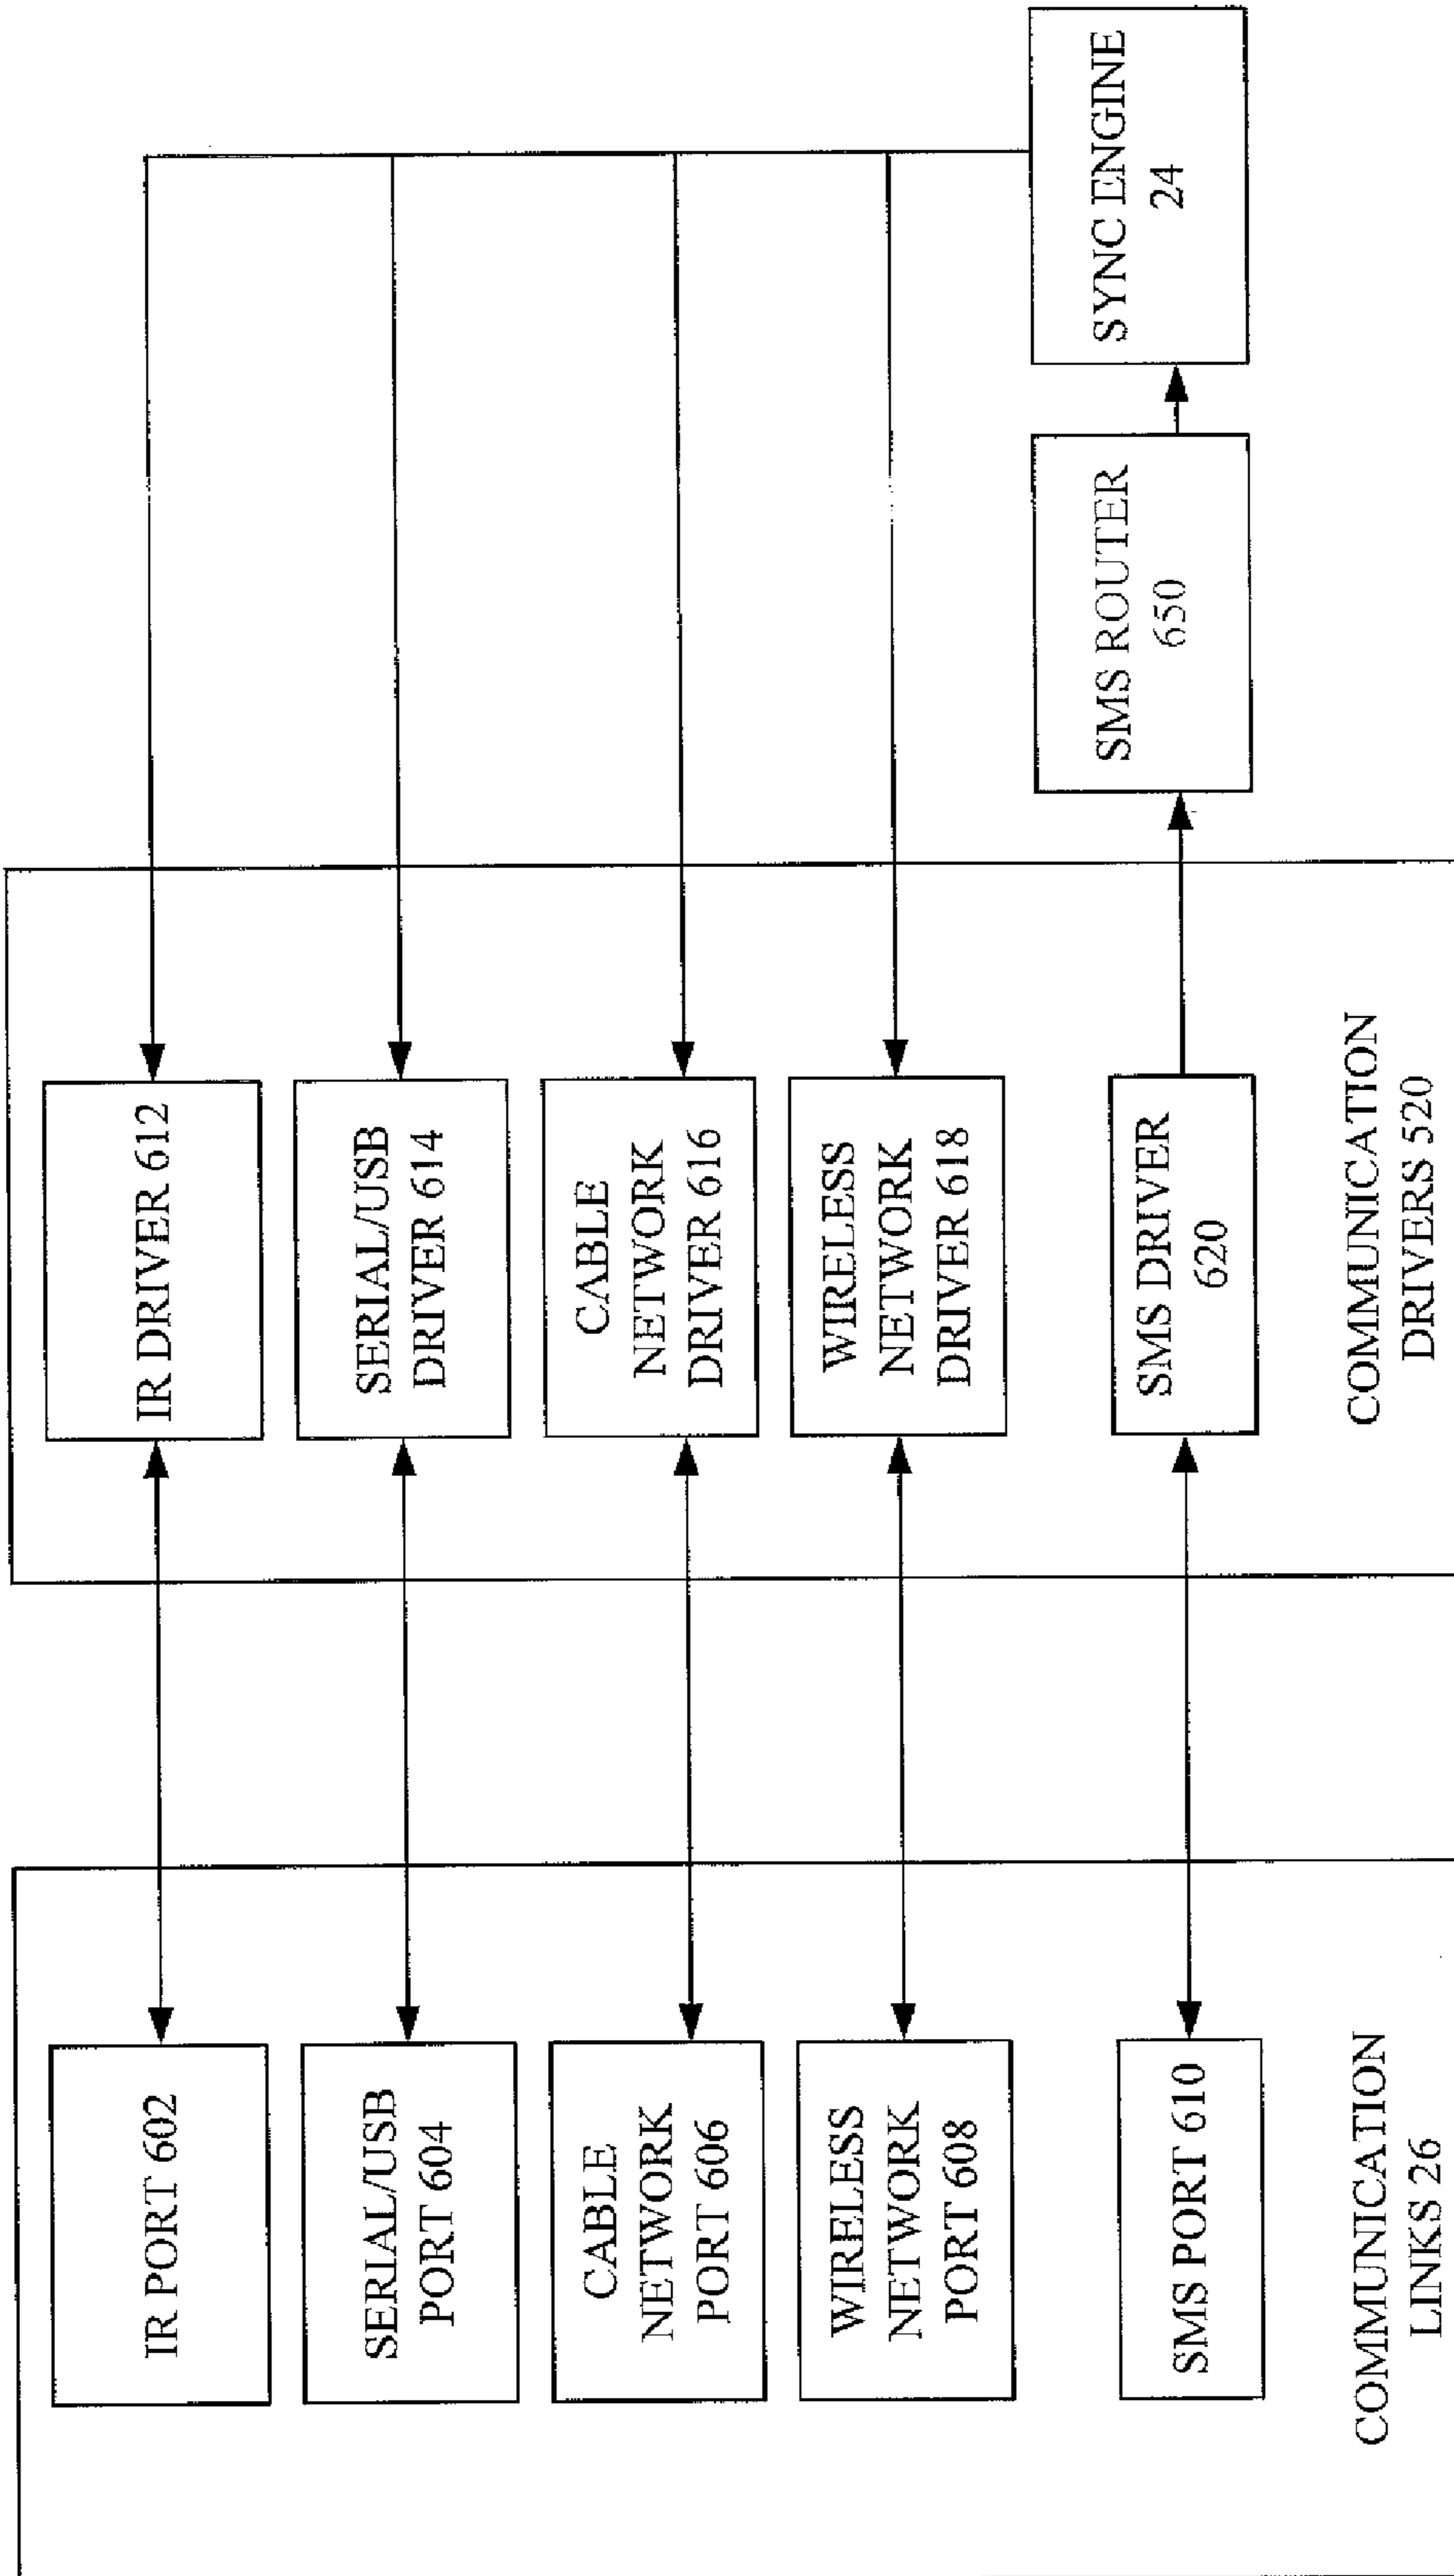 IR PORT 602
SERIAL/USB
PORT 604
CABLE
NETWORK
PORT 606
WIRELESS
NETWORK
PORT 608
SMS PORT 610
COMMUNICATION
LINKS 26
IR DRIVER 612
SERIAL/USB
DRIVER 614
CABLE
NETWORK
DRIVER 616
WIRELESS
NETWORK
DRIVER 618
SMS DRIVER
620
COMMUNICATION
DRIVERS 520
SMS ROUTER
650
SYNC ENGINE
24